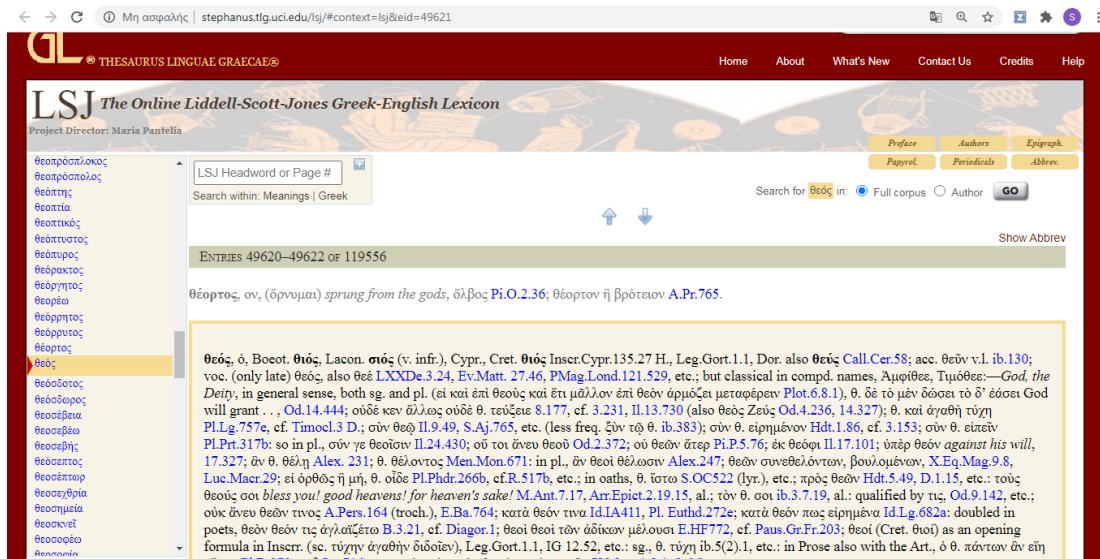 Μη ασφαλής | stephanus.tlg.uci.edu/lsj/#context=lsj&eid=49621
S
GL® THESAURUS LINGUAE GRAECAE®
Home About What's New Contact Us Credits Help
LSJ The Online Liddell-Scott-Jones Greek-English Lexicon
Project Director: Maria Pantelia
Preface Authors Epigraph.
Papyrol. Periodicals Abbrev.
θεοπρόσπλοκος
θεοπρόσπολος
θεόπτης
θεοπτία
θεοπτικός
θεόπτυστος
θεόπυρος
θεόρακτος
θεόργητος
θεορέω
θεόρρητος
θεόρρυτος
θέορτος
θεός
θεόσδοτος
θεόσδωρος
θεοσέβεια
θεοσεβέω
θεοσεβής
θεόσεπτος
θεοσέπτωρ
θεοσεχθρία
θεοσημεία
θεοσκνεῖ
θεοσοφέω
θεοσοφία
LSJ Headword or Page #
Search within: Meanings | Greek
Search for θεός in: Full corpus Author GO
Show Abbrev
ENTRIES 49620–49622 OF 119556
θέορτος, ον, (ὄρνυμαι) sprung from the gods, ὄλβος Pi.O.2.36; θέορτον ἢ βρότειον A.Pr.765.
θεός, ὁ, Boeot. θιός, Lacon. σιός (v. infr.), Cypr., Cret. θιός Inscr.Cypr.135.27 H., Leg.Gort.1.1, Dor. also θεύς Call.Cer.58; acc. θεῦν v.l. ib.130;
voc. (only late) θεός, also θεέ LXXDe.3.24, Ev.Matt. 27.46, PMag.Lond.121.529, etc.; but classical in compd. names, Ἀμφίθεε, Τιμόθεε:—God, the
Deity, in general sense, both sg. and pl. (εἰ καὶ ἐπὶ θεοὺς καὶ ἔτι μᾶλλον ἐπὶ θεὸν ἁρμόζει μεταφέρειν Plot.6.8.1), θ. δὲ τὸ μὲν δώσει τὸ δ’ ἐάσει God
will grant . . , Od.14.444; οὐδέ κεν ἄλλως οὐδὲ θ. τεύξειε 8.177, cf. 3.231, Il.13.730 (also θεὸς Ζεύς Od.4.236, 14.327); θ. καὶ ἀγαθὴ τύχη
Pl.Lg.757e, cf. Timocl.3 D.; σὺν θεῷ Il.9.49, S.Aj.765, etc. (less freq. ξὺν τῷ θ. ib.383); σὺν θ. εἰρημένον Hdt.1.86, cf. 3.153; σὺν θ. εἰπεῖν
Pl.Prt.317b: so in pl., σύν γε θεοῖσιν Il.24.430; οὔ τοι ἄνευ θεοῦ Od.2.372; οὐ θεῶν ἄτερ Pi.P.5.76; ἐκ θεόφι Il.17.101; ὑπὲρ θεόν against his will,
17.327; ἂν θ. θέλῃ Alex. 231; θ. θέλοντος Men.Mon.671: in pl., ἂν θεοὶ θέλωσιν Alex.247; θεῶν συνεθελόντων, βουλομένων, X.Eq.Mag.9.8,
Luc.Macr.29; εἰ ὀρθῶς ἢ μή, θ. οἶδε Pl.Phdr.266b, cf.R.517b, etc.; in oaths, θ. ἴστω S.OC522 (lyr.), etc.; πρὸς θεῶν Hdt.5.49, D.1.15, etc.: τοὺς
θεούς σοι bless you! good heavens! for heaven's sake! M.Ant.7.17, Arr.Epict.2.19.15, al.; τὸν θ. σοι ib.3.7.19, al.: qualified by τις, Od.9.142, etc.;
οὐκ ἄνευ θεῶν τινος A.Pers.164 (troch.), E.Ba.764; κατὰ θεόν τινα Id.IA411, Pl. Euthd.272e; κατὰ θεόν πως εἰρημένα Id.Lg.682a: doubled in
poets, θεὸν θεόν τις ἀγλαϊζέτω B.3.21, cf. Diagor.1; θεοὶ θεοὶ τῶν ἀδίκων μέλουσι E.HF772, cf. Paus.Gr.Fr.203; θεοί (Cret. θιοί) as an opening
formula in Inscrr. (sc. τύχην ἀγαθὴν διδοῖεν), Leg.Gort.1.1, IG 12.52, etc.: sg., θ. τύχη ib.5(2).1, etc.: in Prose also with the Art., ὁ θ. πάντων ἂν εἴη